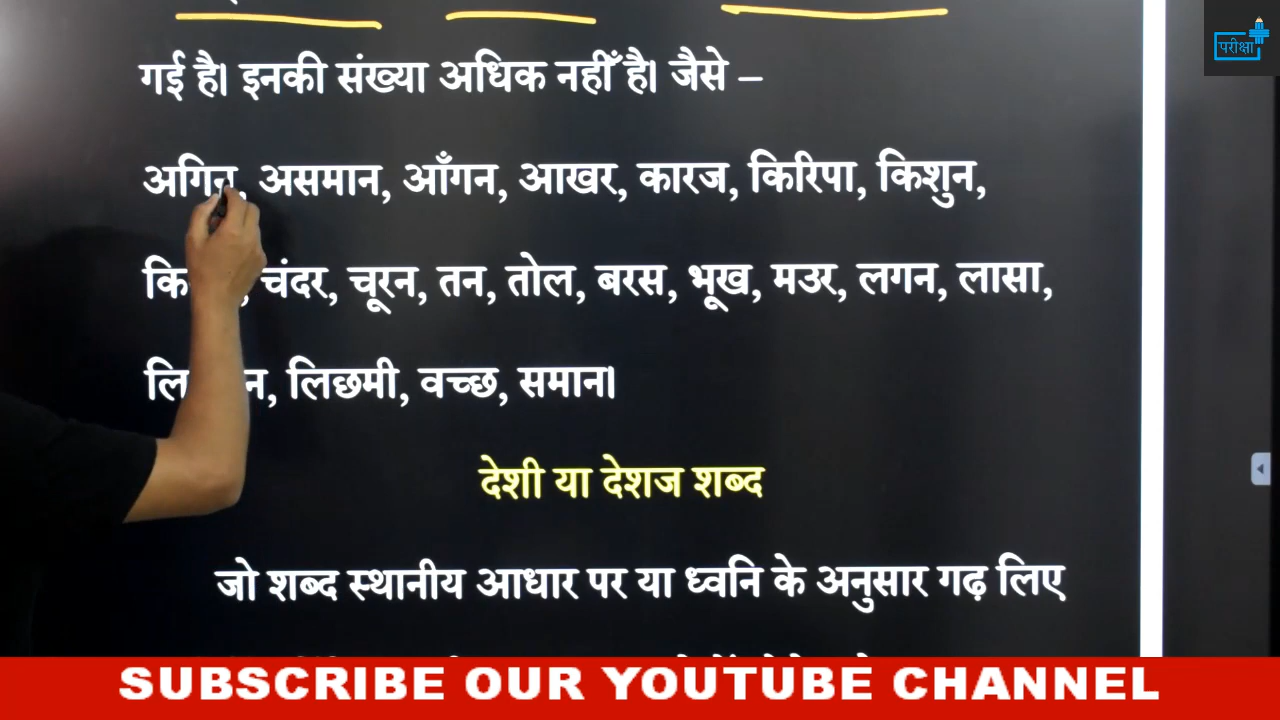 परीक्षा
गई है। इनकी संख्या अधिक नहीँ है। जैसे –
अगिन, असमान, आँगन, आखर, कारज, किरिपा, किशुन,
चंदर, चूरन, तन, तोल, बरस, भूख, मउर, लगन, लासा,
लिछमी, वच्छ, समान।
देशी या देशज शब्द
जो शब्द स्थानीय आधार पर या ध्वनि के अनुसार गढ़ लिए
SUBSCRIBE OUR YOUTUBE CHANNEL